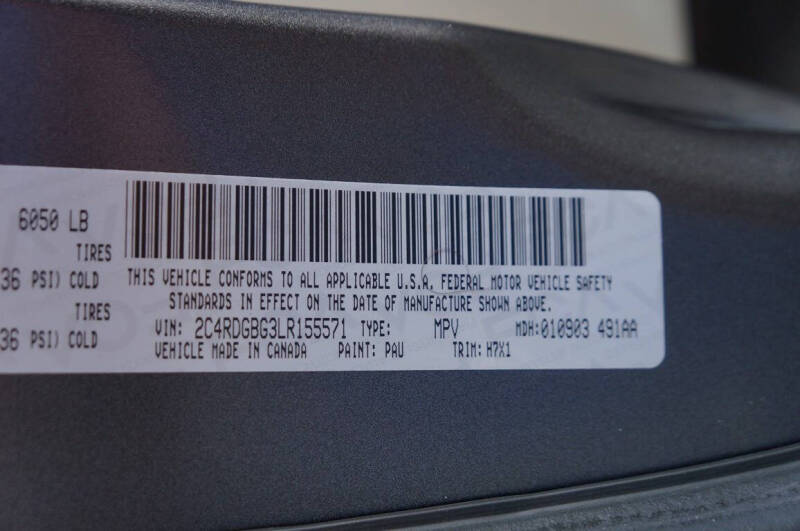 6050 LB
TIRES
36 PSI) COLD
THIS VEHICLE CONFORMS TO ALL APPLICABLE U.S.A. FEDERAL MOTOR VEHICLE SAFETY
TIRES
STANDARDS IN EFFECT ON THE DATE OF MANUFACTURE SHOWN ABOVE.
36 PSI) COLD
VIN: 2C4RDGBG3LR155571 TYPE: MPV MDH:010903 491AA
VEHICLE MADE IN CANADA PAINT: PAU TRIM: H7X1